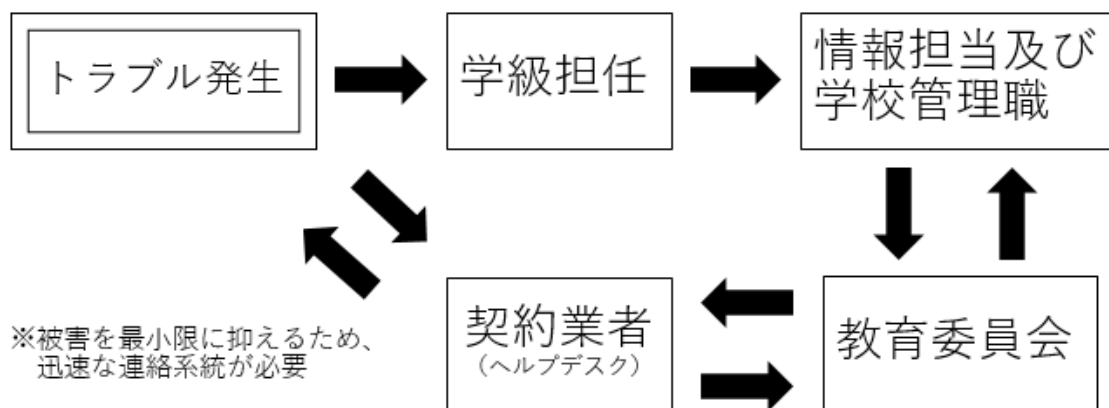 トラブル発生
学級担任
情報担当及び
学校管理職
契約業者
(ヘルプデスク)
教育委員会
※被害を最小限に抑えるため、
迅速な連絡系統が必要